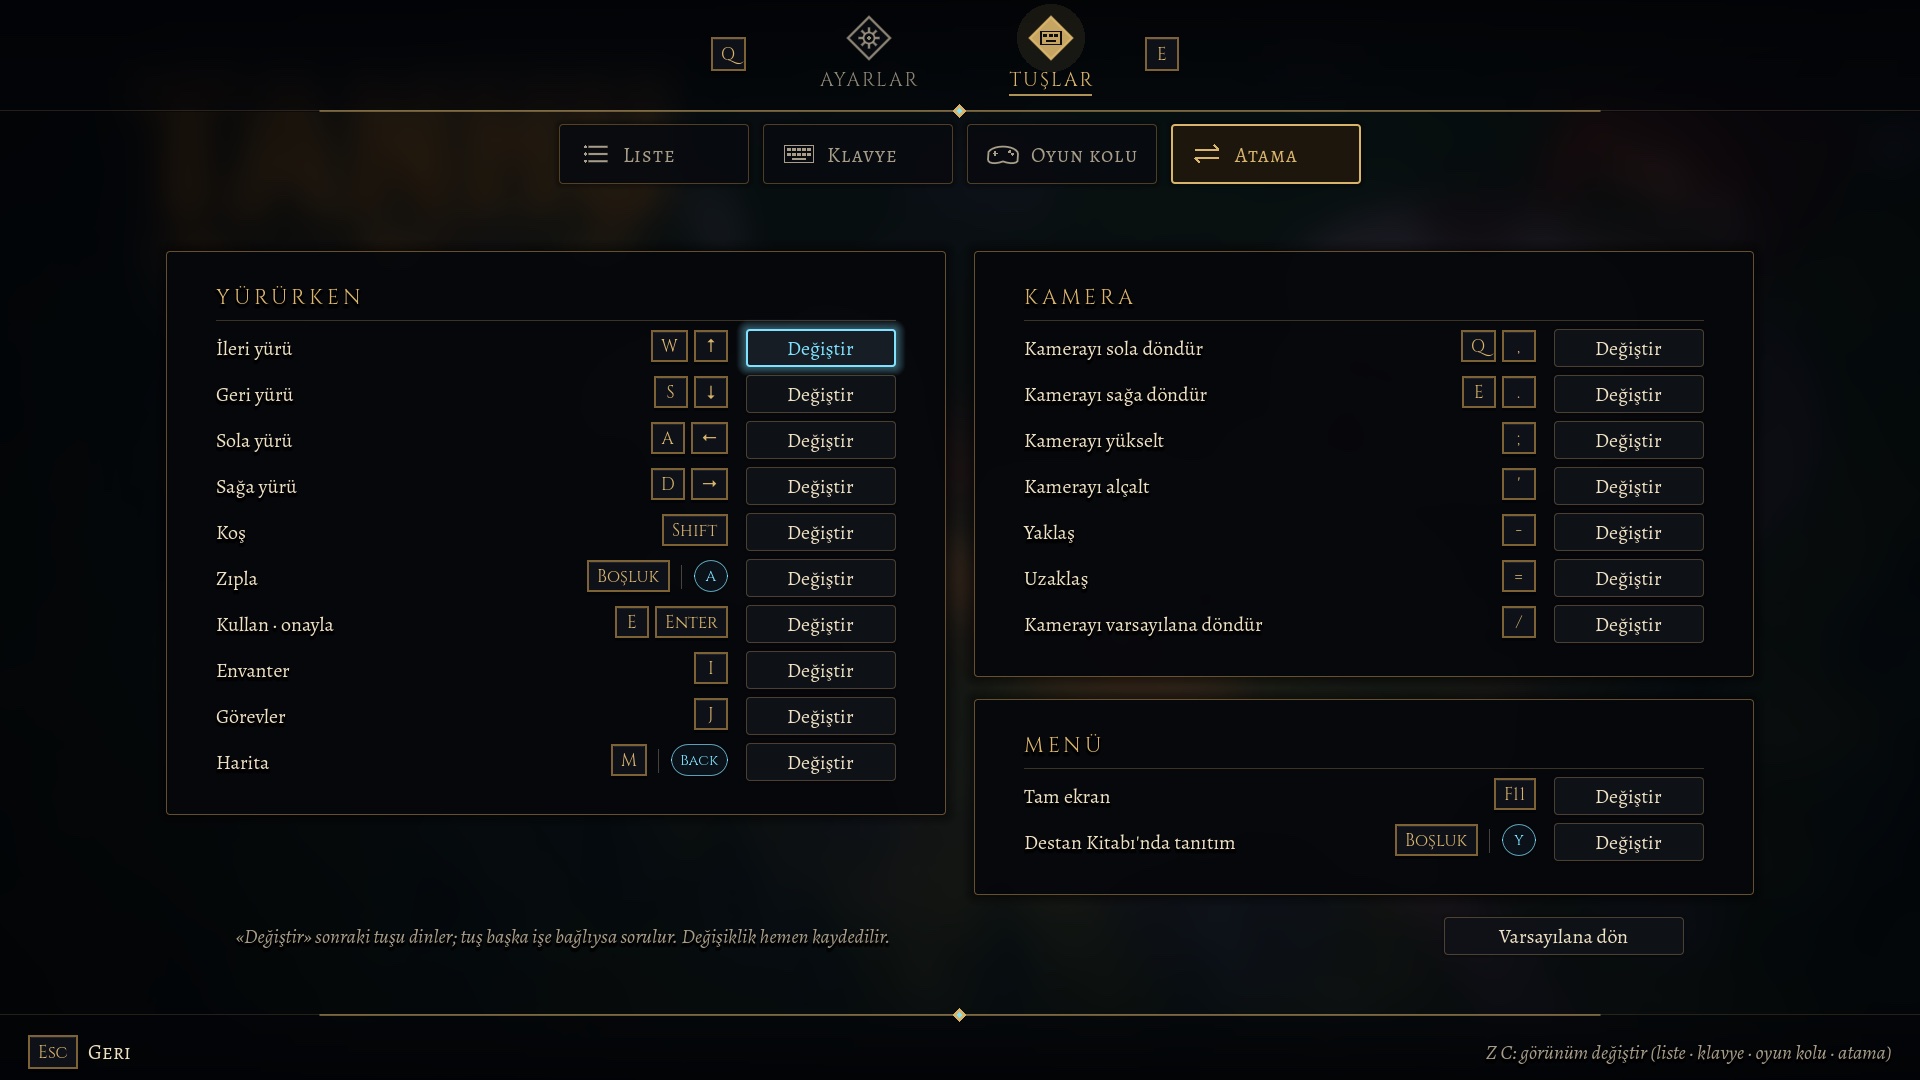 Q
AYARLAR
TUŞLAR
E
Liste
Klavye
Oyun kolu
Atama
YÜRÜRKEN
İleri yürü W ↑ Değiştir
Geri yürü S ↓ Değiştir
Sola yürü A ← Değiştir
Sağa yürü D → Değiştir
Koş Shift Değiştir
Zıpla Boşluk A Değiştir
Kullan · onayla E Enter Değiştir
Envanter I Değiştir
Görevler J Değiştir
Harita M Back Değiştir
KAMERA
Kamerayı sola döndür Q , Değiştir
Kamerayı sağa döndür E . Değiştir
Kamerayı yükselt ; Değiştir
Kamerayı alçalt ' Değiştir
Yaklaş - Değiştir
Uzaklaş = Değiştir
Kamerayı varsayılana döndür / Değiştir
MENÜ
Tam ekran F11 Değiştir
Destan Kitabı'nda tanıtım Boşluk Y Değiştir
«Değiştir» sonraki tuşu dinler; tuş başka işe bağlıysa sorulur. Değişiklik hemen kaydedilir.
Varsayılana dön
Esc Geri
Z C: görünüm değiştir (liste · klavye · oyun kolu · atama)